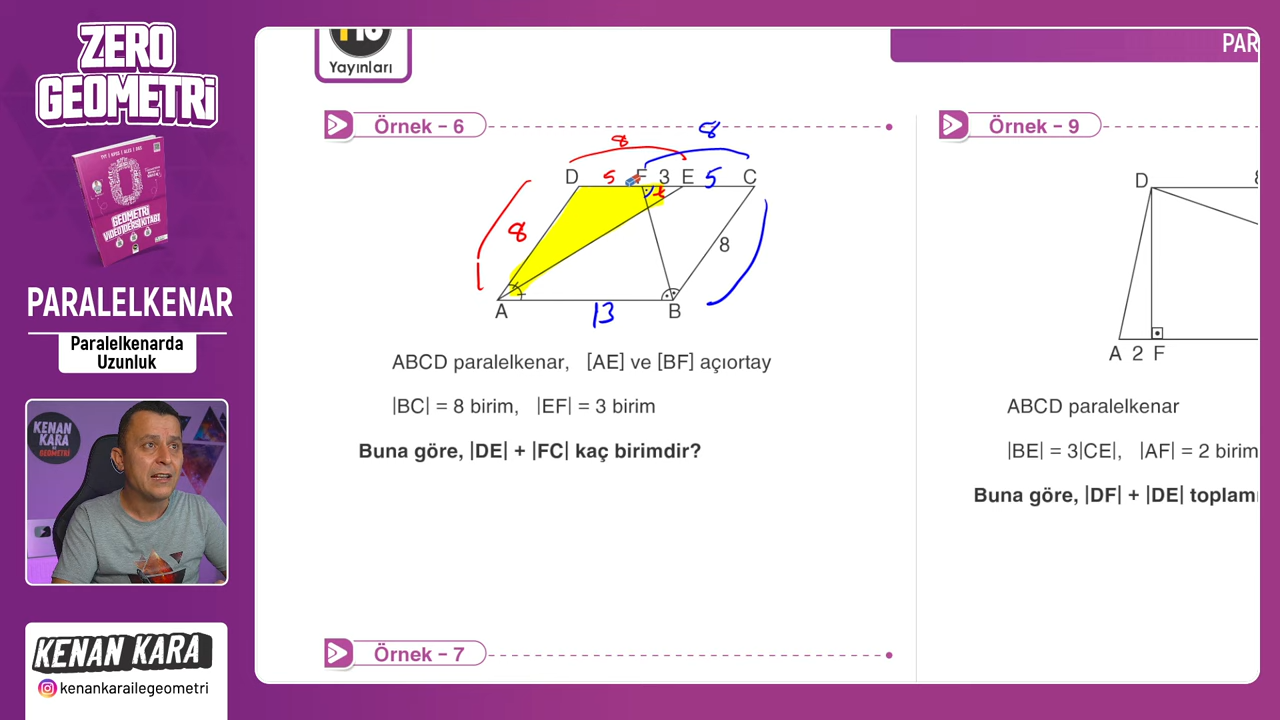 ZERO
GEOMETRİ
GEOMETRİ
VİDEO DERS KİTABI
PARALELKENAR
Paralelkenarda
Uzunluk
KENAN
KARA
GEOMETRİ
KENAN KARA
kenankarailegeometri
Yayınları
PAR
Örnek – 6
8
8
D 5 F 3 E 5 C
x
8
8
A 13 B
ABCD paralelkenar, [AE] ve [BF] açıortay
|BC| = 8 birim, |EF| = 3 birim
Buna göre, |DE| + |FC| kaç birimdir?
Örnek – 7
Örnek – 9
D
A 2 F
ABCD paralelkenar
|BE| = 3|CE|, |AF| = 2 birim
Buna göre, |DF| + |DE| toplamı